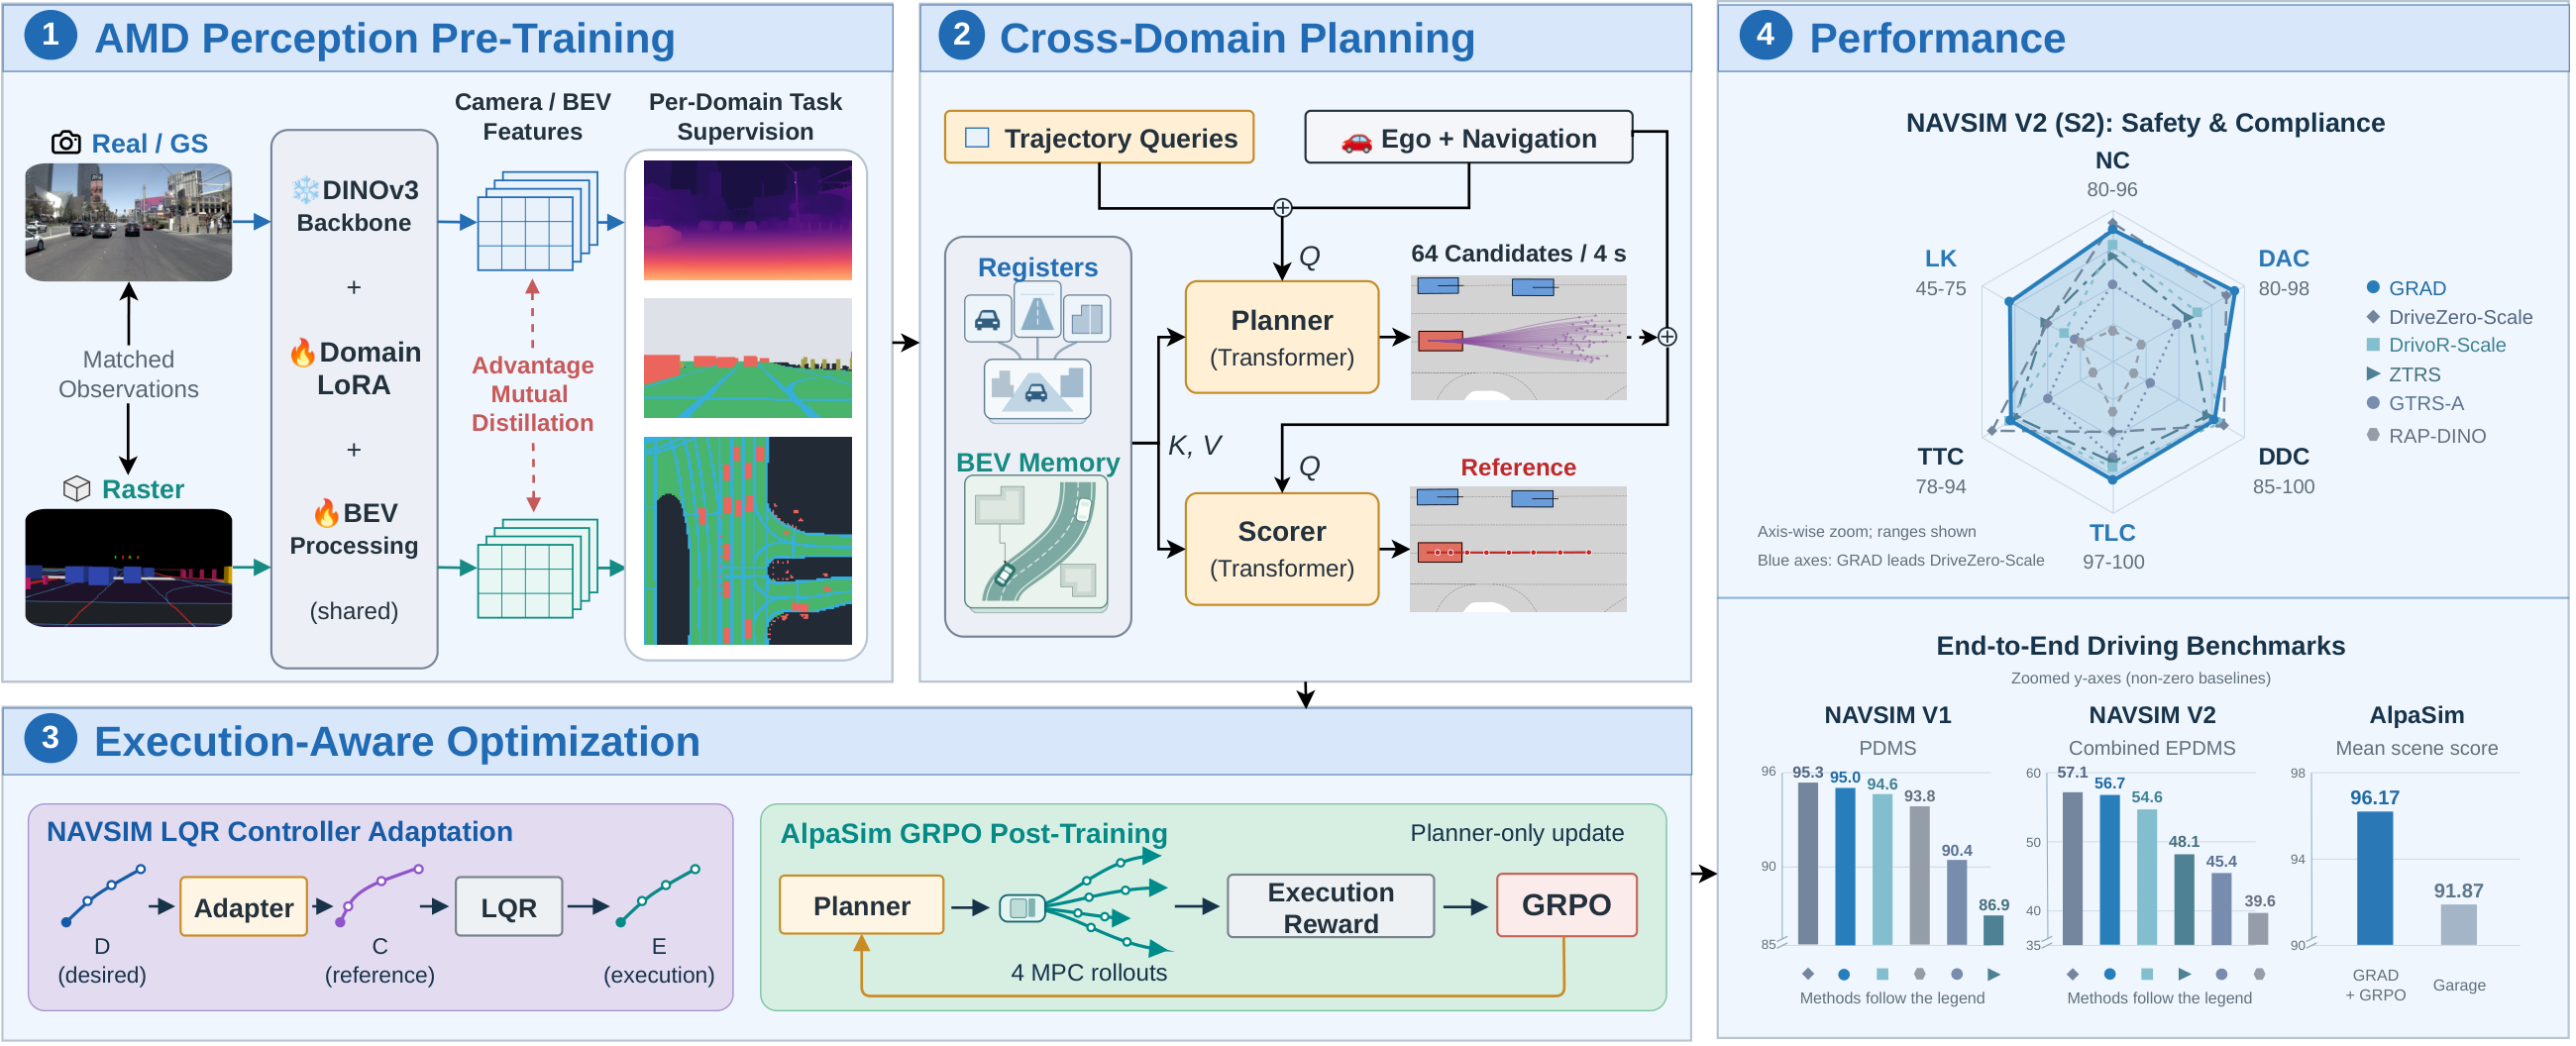 1 AMD Perception Pre-Training
Camera / BEV
Features
Per-Domain Task
Supervision
Real / GS
❄️DINOv3
Backbone
+
🔥Domain
LoRA
+
🔥BEV
Processing
(shared)
Matched
Observations
Raster
Advantage
Mutual
Distillation
2 Cross-Domain Planning
Trajectory Queries
Ego + Navigation
Q
Registers
BEV Memory
K, V
Planner
(Transformer)
64 Candidates / 4 s
Q
Scorer
(Transformer)
Reference
3 Execution-Aware Optimization
NAVSIM LQR Controller Adaptation
D
(desired)
Adapter
C
(reference)
LQR
E
(execution)
AlpaSim GRPO Post-Training
Planner-only update
Planner
4 MPC rollouts
Execution
Reward
GRPO
4 Performance
NAVSIM V2 (S2): Safety & Compliance
NC
80-96
LK
45-75
DAC
80-98
TTC
78-94
DDC
85-100
TLC
97-100
GRAD
DriveZero-Scale
DrivoR-Scale
ZTRS
GTRS-A
RAP-DINO
Axis-wise zoom; ranges shown
Blue axes: GRAD leads DriveZero-Scale
End-to-End Driving Benchmarks
Zoomed y-axes (non-zero baselines)
NAVSIM V1
PDMS
96
90
85
95.3
95.0
94.6
93.8
90.4
86.9
Methods follow the legend
NAVSIM V2
Combined EPDMS
60
50
40
35
57.1
56.7
54.6
48.1
45.4
39.6
Methods follow the legend
AlpaSim
Mean scene score
98
94
90
96.17
91.87
GRAD
+ GRPO
Garage